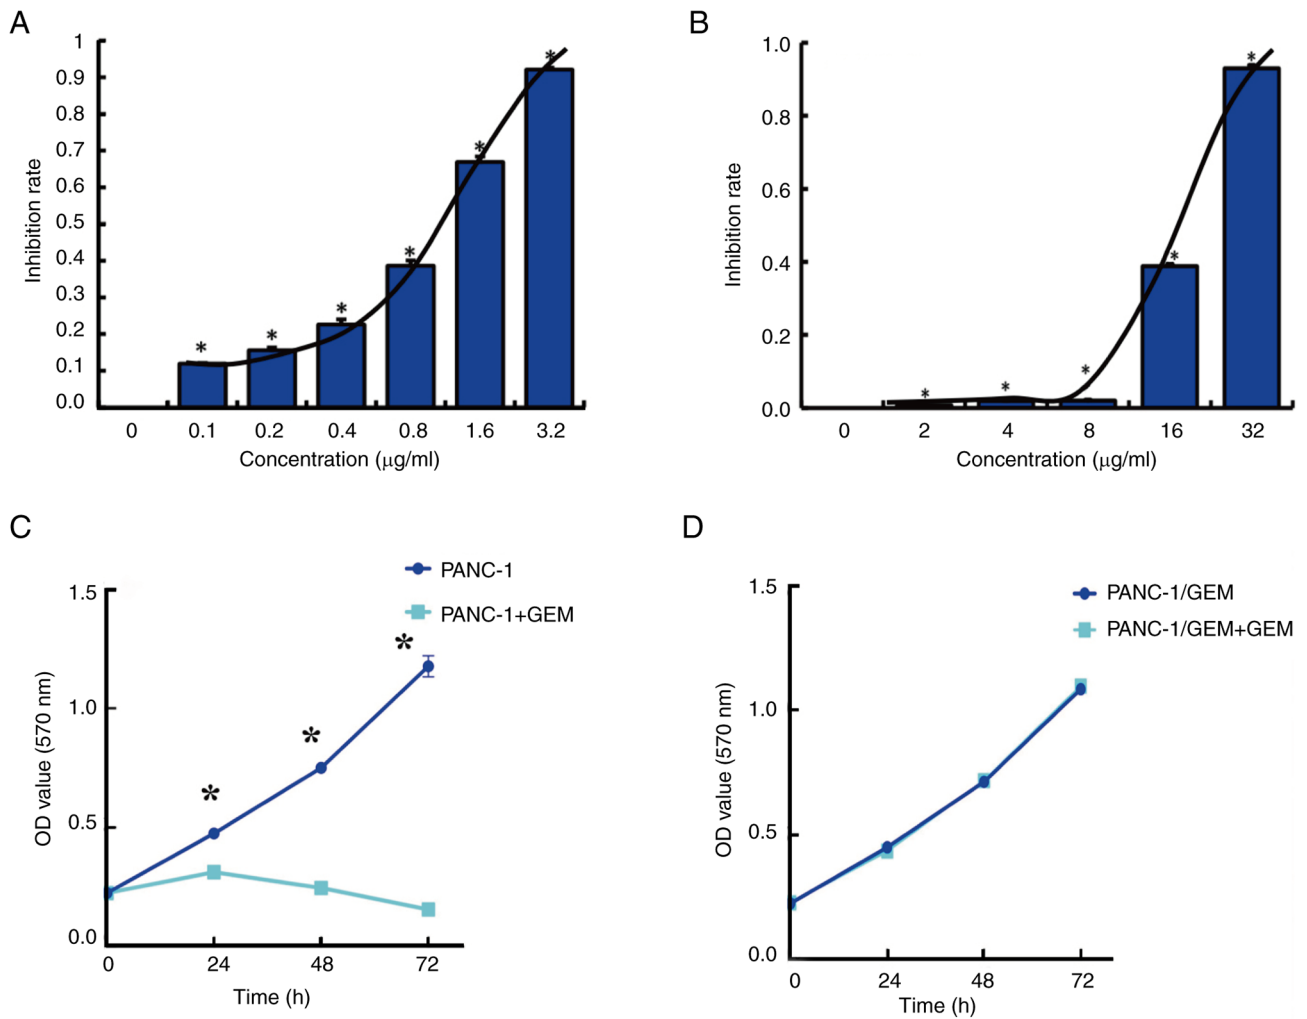 A
Inhibition rate
1
0.9
0.8
0.7
0.6
0.5
0.4
0.3
0.2
0.1
0.0
* * * * * *
0 0.1 0.2 0.4 0.8 1.6 3.2
Concentration (μg/ml)
B
Inhibition rate
1.0
0.8
0.6
0.4
0.2
0.0
* * * * *
0 2 4 8 16 32
Concentration (μg/ml)
C
PANC-1
PANC-1+GEM
OD value (570 nm)
1.5
1.0
0.5
0.0
* * *
0 24 48 72
Time (h)
D
PANC-1/GEM
PANC-1/GEM+GEM
OD value (570 nm)
1.5
1.0
0.5
0.0
0 24 48 72
Time (h)